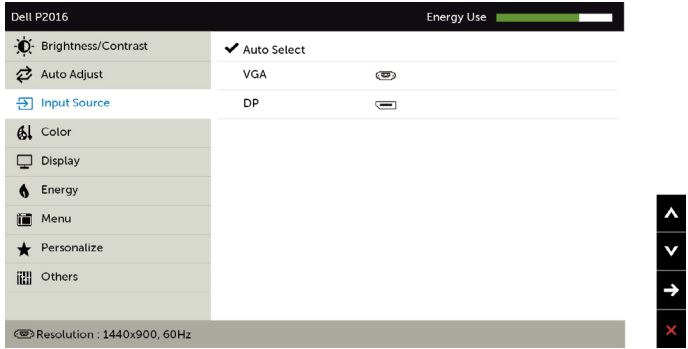 Dell P2016 Energy Use
Brightness/Contrast
Auto Adjust
Input Source
Color
Display
Energy
Menu
Personalize
Others
Auto Select
VGA
DP
Resolution : 1440x900, 60Hz